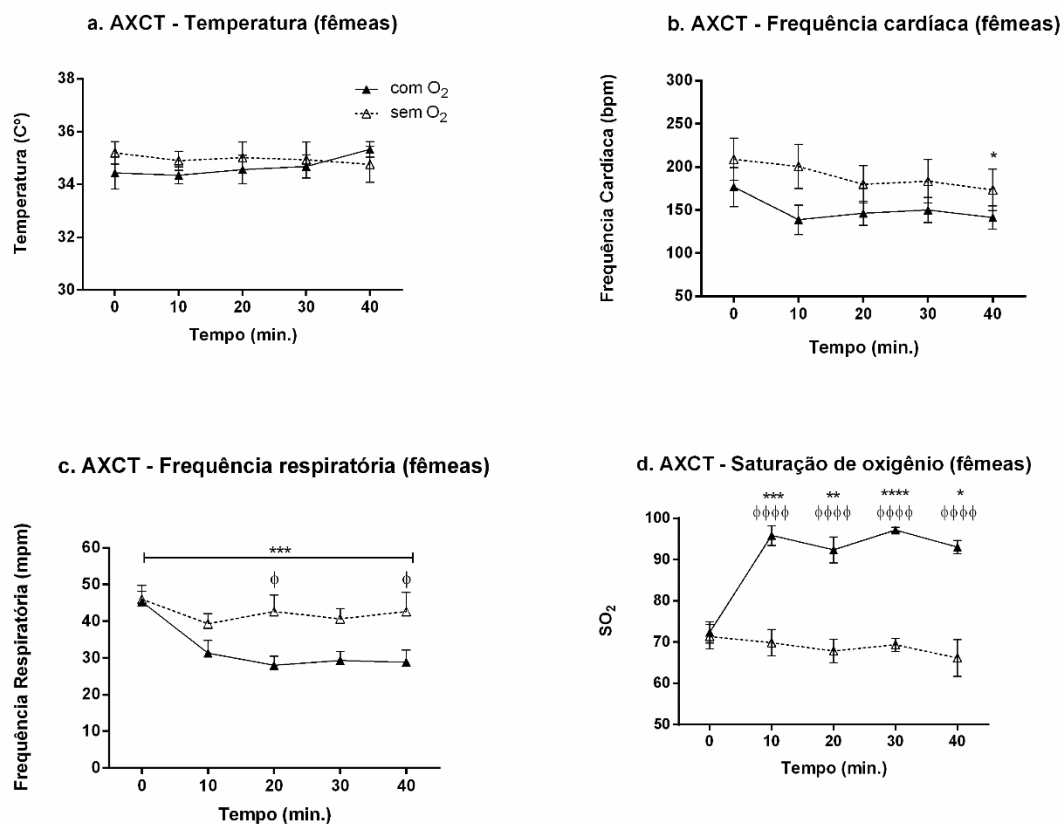 a. AXCT - Temperatura (fêmeas)
Temperatura (Cº)
38
36
34
32
30
com O₂
sem O₂
0 10 20 30 40
Tempo (min.)
b. AXCT - Frequência cardíaca (fêmeas)
Frequência Cardíaca (bpm)
300
250
200
150
100
50
*
0 10 20 30 40
Tempo (min.)
c. AXCT - Frequência respiratória (fêmeas)
Frequência Respiratória (mpm)
60
50
40
30
20
10
0
***
ϕ ϕ
0 10 20 30 40
Tempo (min.)
d. AXCT - Saturação de oxigênio (fêmeas)
SO₂
*** ** **** *
ϕϕϕϕ ϕϕϕϕ ϕϕϕϕ ϕϕϕϕ
100
90
80
70
60
50
0 10 20 30 40
Tempo (min.)